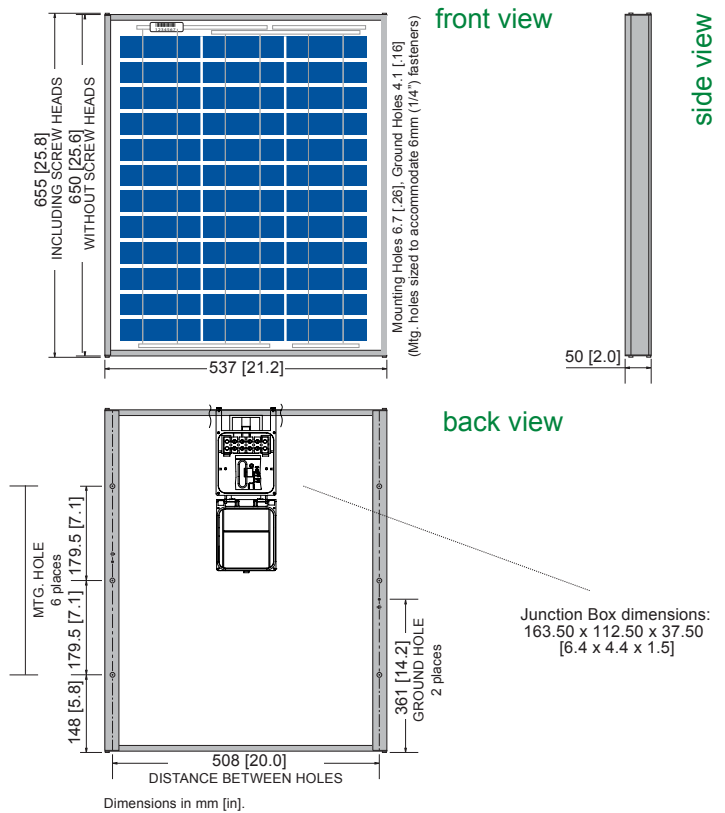 front view
side view
1234567
655 [25.8]
INCLUDING SCREW HEADS
650 [25.6]
WITHOUT SCREW HEADS
Mounting Holes 6.7 [.26], Ground Holes 4.1 [.16]
(Mtg. holes sized to accommodate 6mm (1/4") fasteners)
537 [21.2]
50 [2.0]
back view
MTG. HOLE
6 places
179.5 [7.1]
179.5 [7.1]
148 [5.8]
361 [14.2]
GROUND HOLE
2 places
Junction Box dimensions:
163.50 x 112.50 x 37.50
[6.4 x 4.4 x 1.5]
508 [20.0]
DISTANCE BETWEEN HOLES
Dimensions in mm [in].